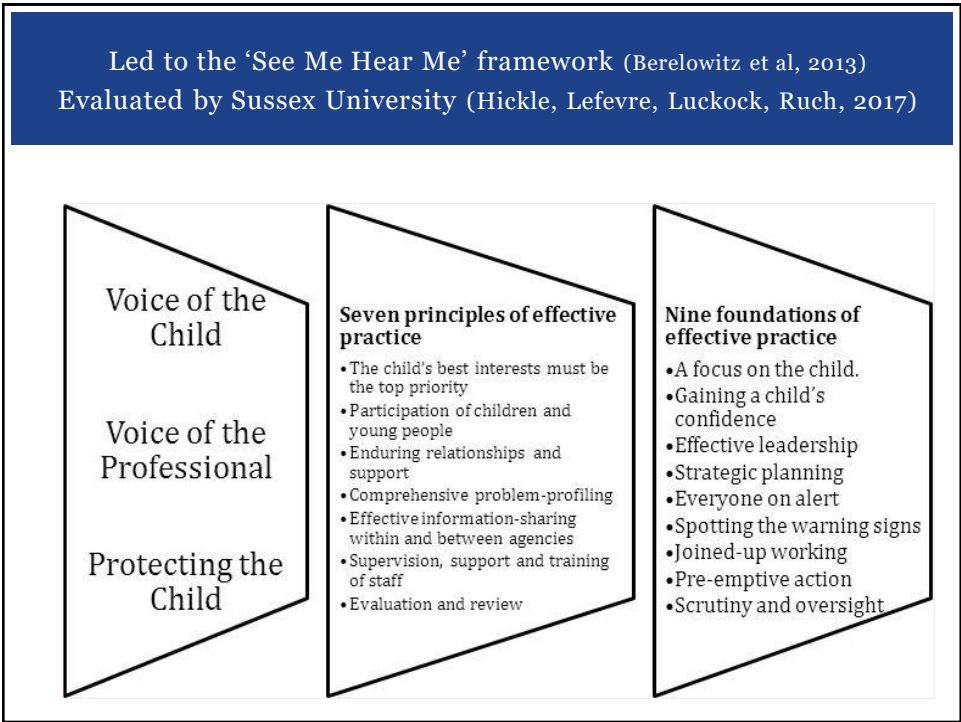 Led to the ‘See Me Hear Me’ framework (Berelowitz et al, 2013)
Evaluated by Sussex University (Hickle, Lefevre, Luckock, Ruch, 2017)
Voice of the
Child
Voice of the
Professional
Protecting the
Child
Seven principles of effective
practice
•The child’s best interests must be
the top priority
•Participation of children and
young people
•Enduring relationships and
support
•Comprehensive problem-profiling
•Effective information-sharing
within and between agencies
•Supervision, support and training
of staff
•Evaluation and review
Nine foundations of
effective practice
•A focus on the child.
•Gaining a child’s
confidence
•Effective leadership
•Strategic planning
•Everyone on alert
•Spotting the warning signs
•Joined-up working
•Pre-emptive action
•Scrutiny and oversight